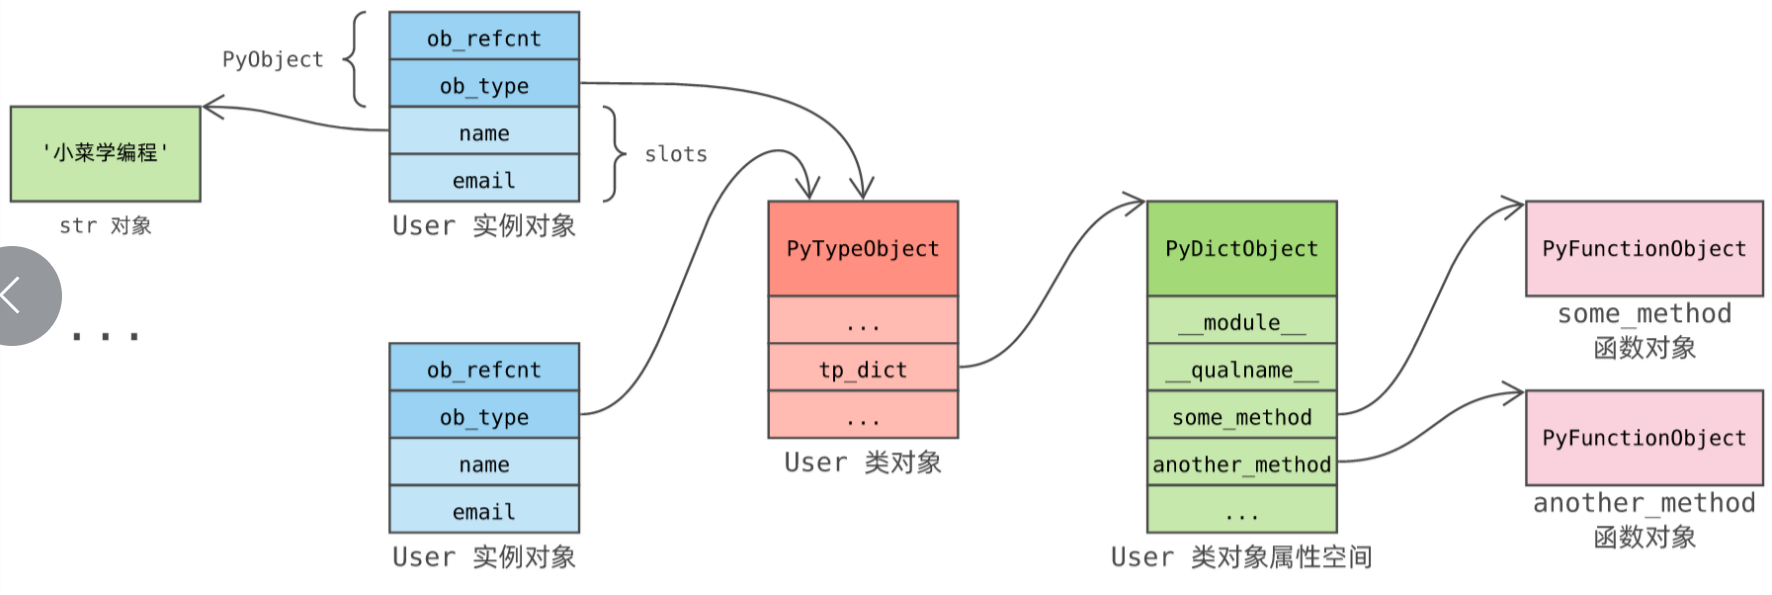 PyObject
ob_refcnt
ob_type
name
email
slots
User 实例对象
'小菜学编程'
str 对象
...
ob_refcnt
ob_type
name
email
User 实例对象
PyTypeObject
...
tp_dict
...
User 类对象
PyDictObject
__module__
__qualname__
some_method
another_method
...
User 类对象属性空间
PyFunctionObject
some_method
函数对象
PyFunctionObject
another_method
函数对象